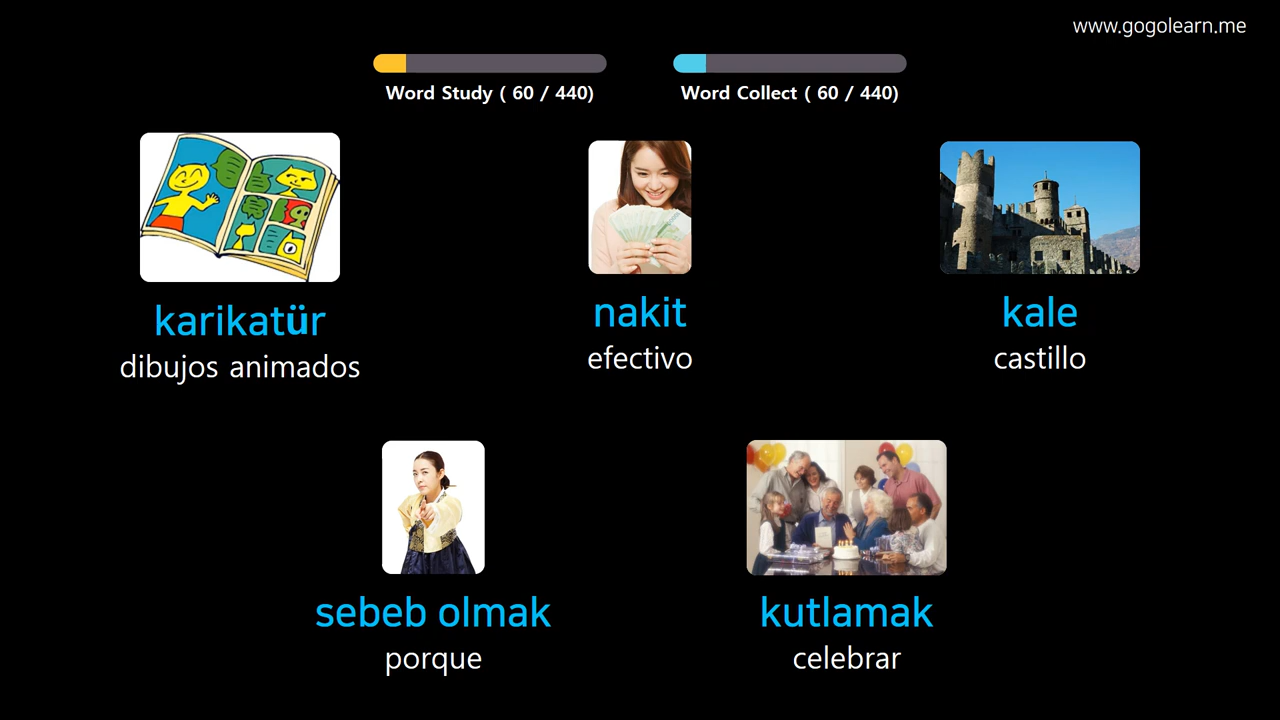 www.gogolearn.me
Word Study ( 60 / 440)
Word Collect ( 60 / 440)
karikatür
dibujos animados
nakit
efectivo
kale
castillo
sebeb olmak
porque
kutlamak
celebrar